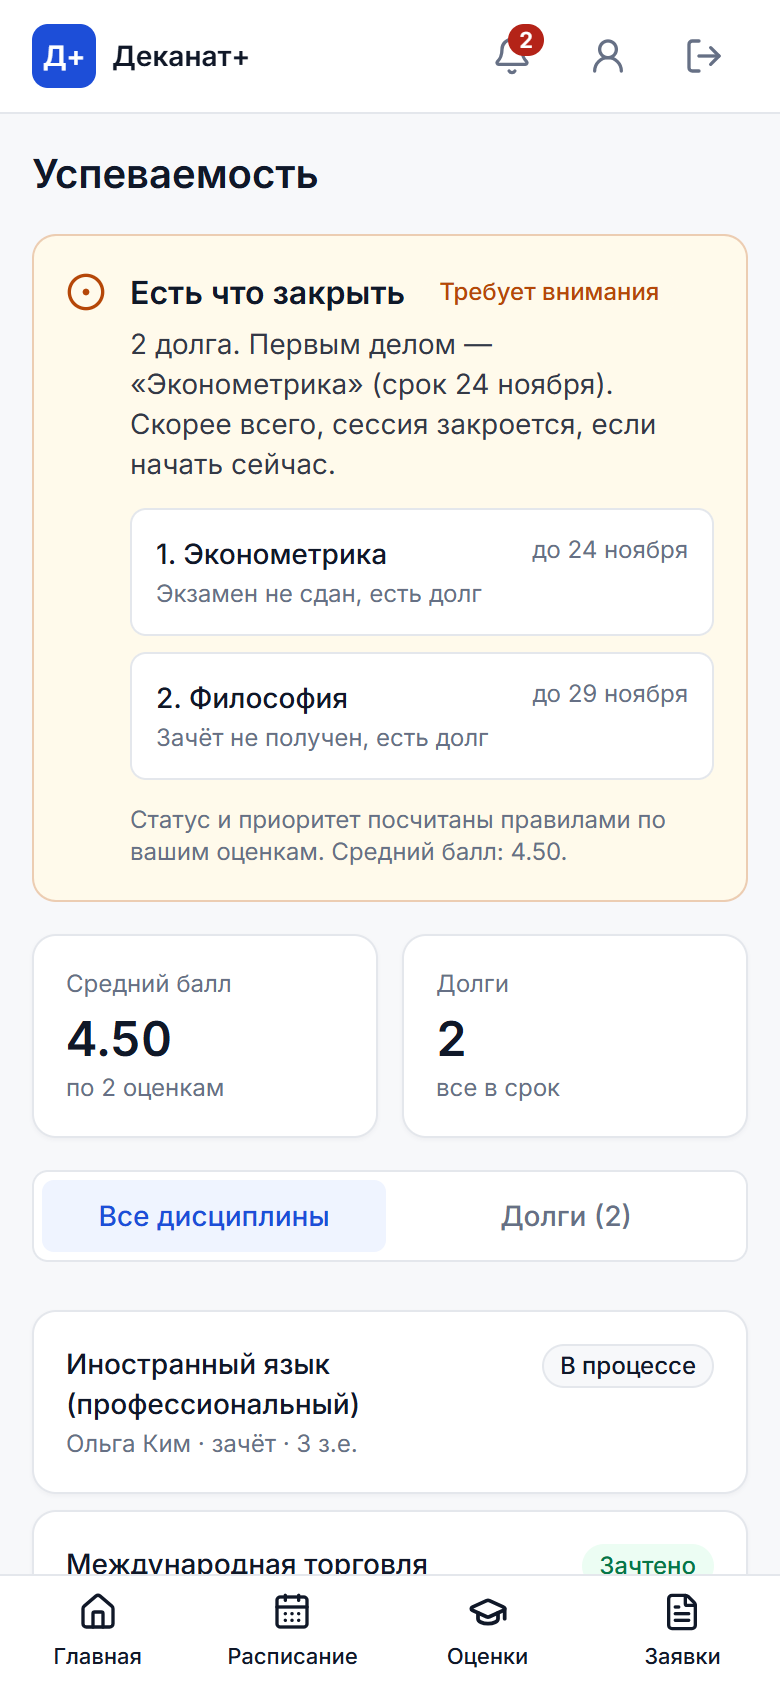 Д+ Деканат+ 2
Успеваемость
Есть что закрыть Требует внимания
2 долга. Первым делом —
«Эконометрика» (срок 24 ноября).
Скорее всего, сессия закроется, если
начать сейчас.
1. Эконометрика до 24 ноября
Экзамен не сдан, есть долг
2. Философия до 29 ноября
Зачёт не получен, есть долг
Статус и приоритет посчитаны правилами по
вашим оценкам. Средний балл: 4.50.
Средний балл
4.50
по 2 оценкам
Долги
2
все в срок
Все дисциплины Долги (2)
Иностранный язык
(профессиональный)
В процессе
Ольга Ким · зачёт · 3 з.е.
Международная торговля Зачтено
Главная Расписание Оценки Заявки